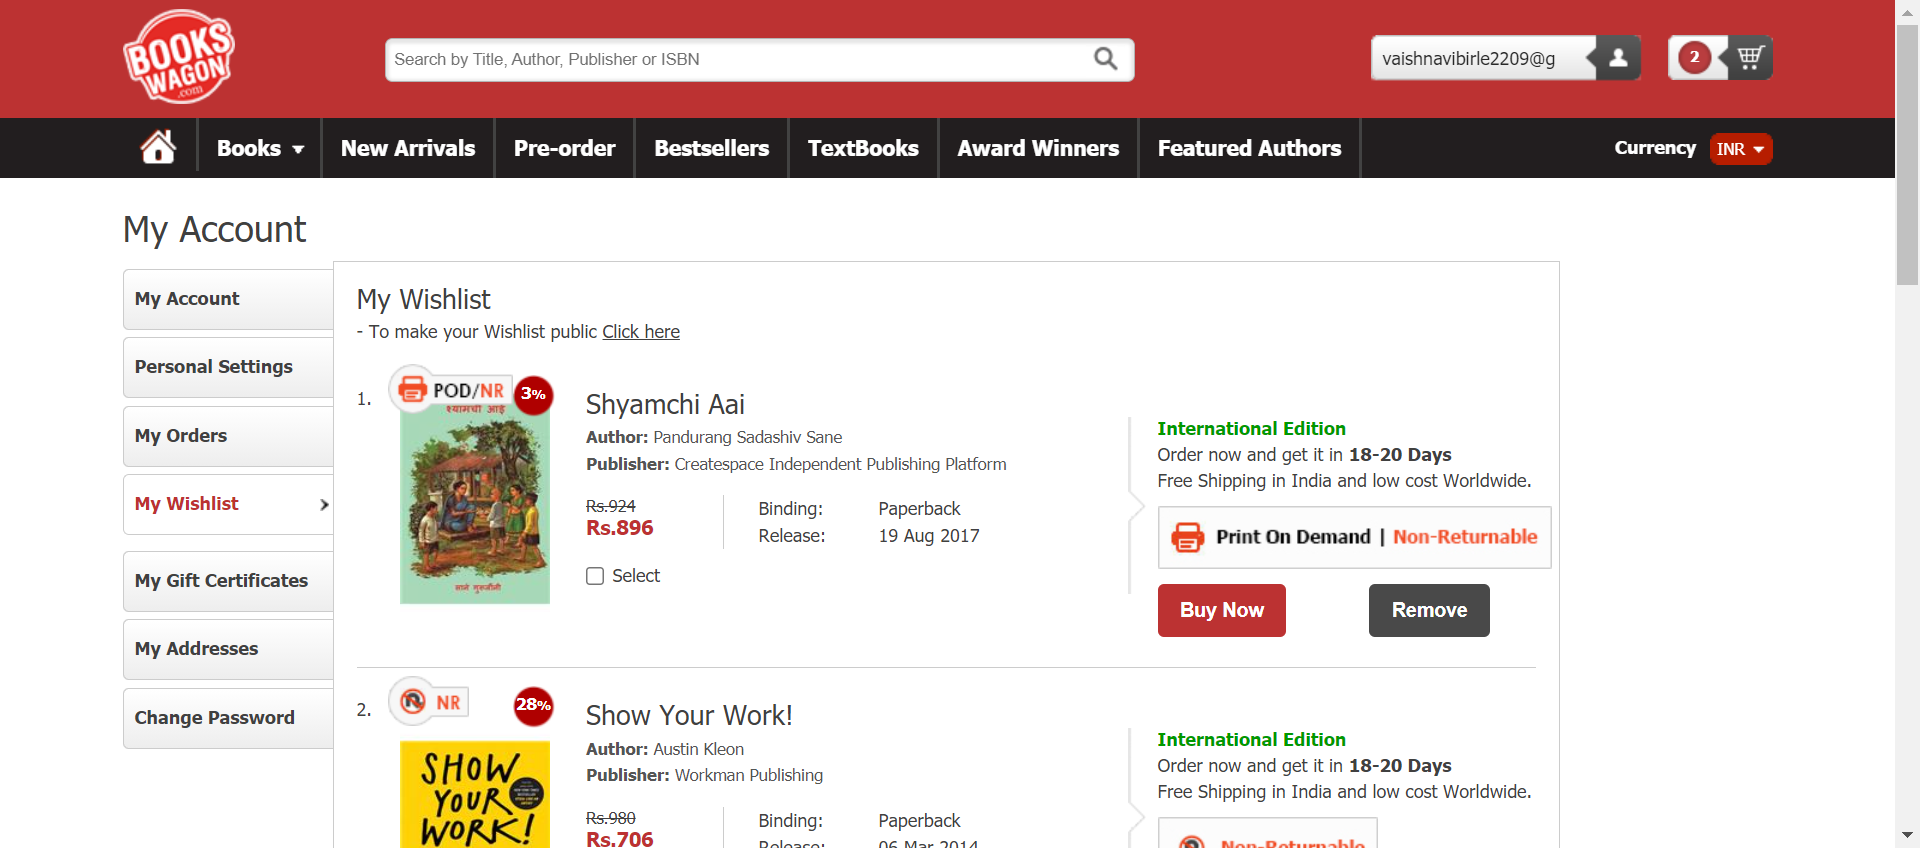 BOOKS
WAGON
.com
Search by Title, Author, Publisher or ISBN
vaishnavibirle2209@g
2
Books
New Arrivals
Pre-order
Bestsellers
TextBooks
Award Winners
Featured Authors
Currency
INR
My Account
My Account
Personal Settings
My Orders
My Wishlist
My Gift Certificates
My Addresses
Change Password
My Wishlist
- To make your Wishlist public Click here
1.
POD/NR
3%
श्यामची आई
साने गुरुजींनी
Shyamchi Aai
Author: Pandurang Sadashiv Sane
Publisher: Createspace Independent Publishing Platform
Rs.924
Rs.896
Binding: Paperback
Release: 19 Aug 2017
Select
International Edition
Order now and get it in 18-20 Days
Free Shipping in India and low cost Worldwide.
Print On Demand | Non-Returnable
Buy Now
Remove
2.
NR
28%
SHOW
YOUR
WORK!
Show Your Work!
Author: Austin Kleon
Publisher: Workman Publishing
Rs.980
Rs.706
Binding: Paperback
Release: 06 Mar 2014
International Edition
Order now and get it in 18-20 Days
Free Shipping in India and low cost Worldwide.
Non-Returnable